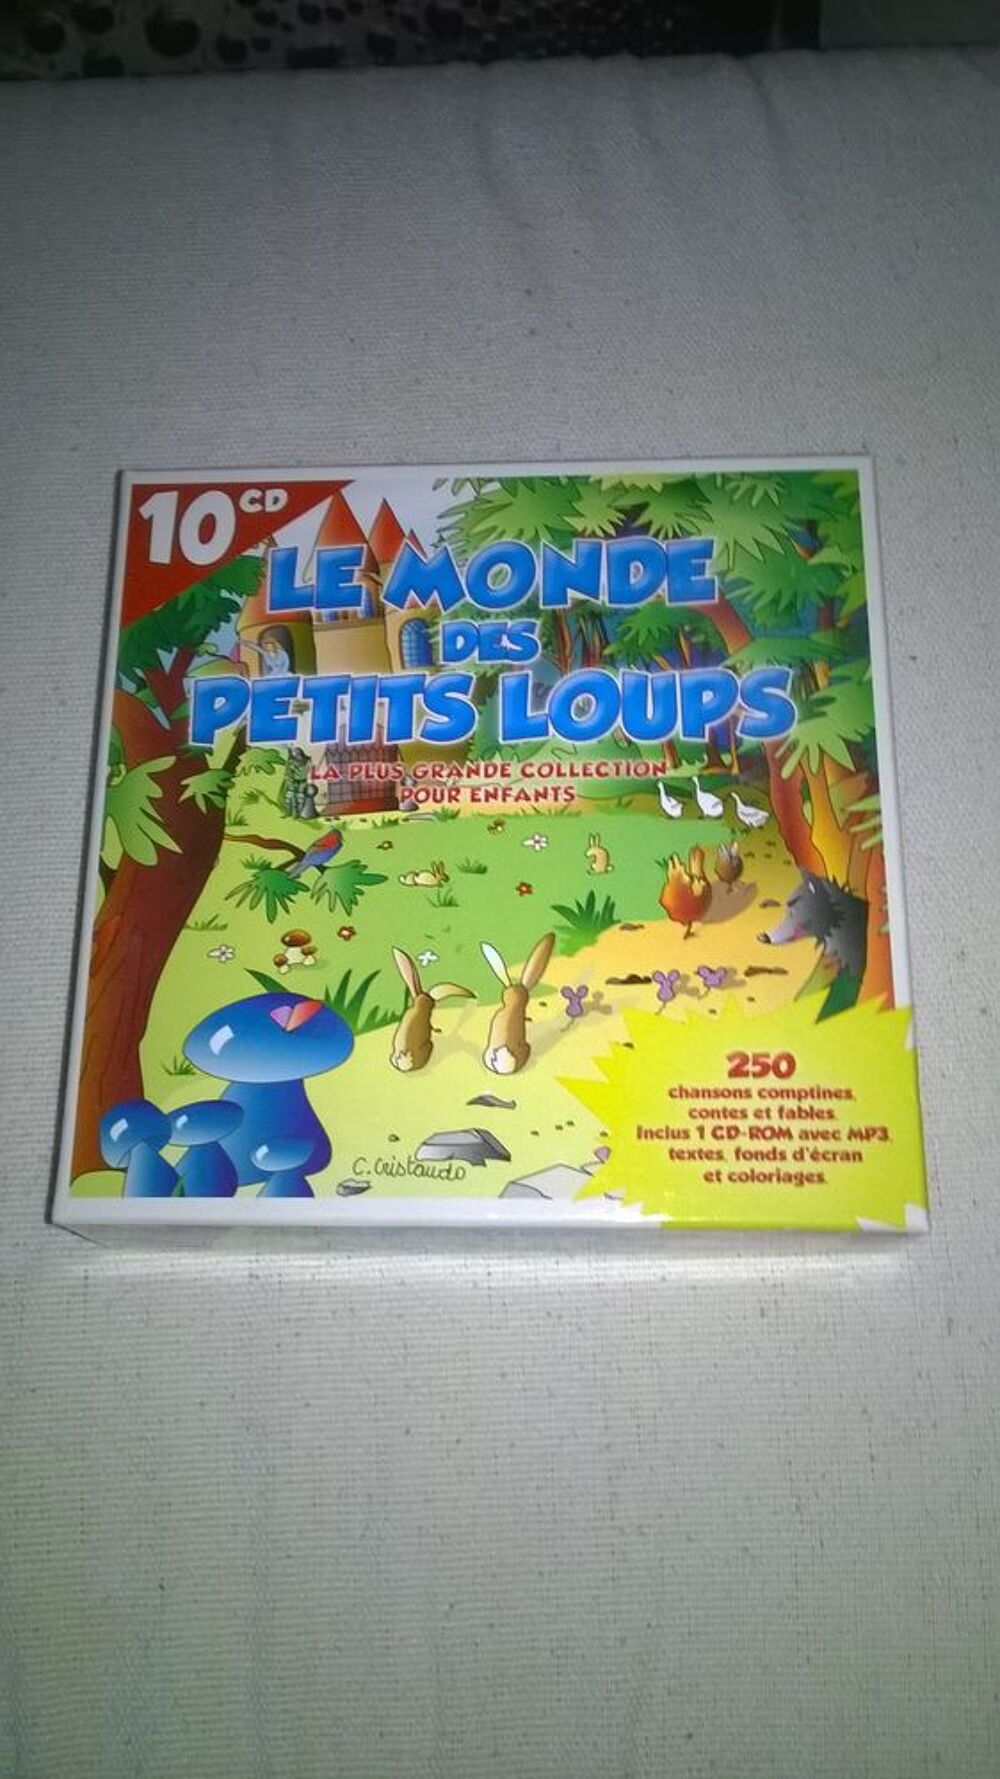 10 CD
LE MONDE
DES
PETITS LOUPS
LA PLUS GRANDE COLLECTION
POUR ENFANTS
250
chansons comptines,
contes et fables.
Inclus 1 CD-ROM avec MP3,
textes, fonds d'écran
et coloriages.
C. Cristaudo